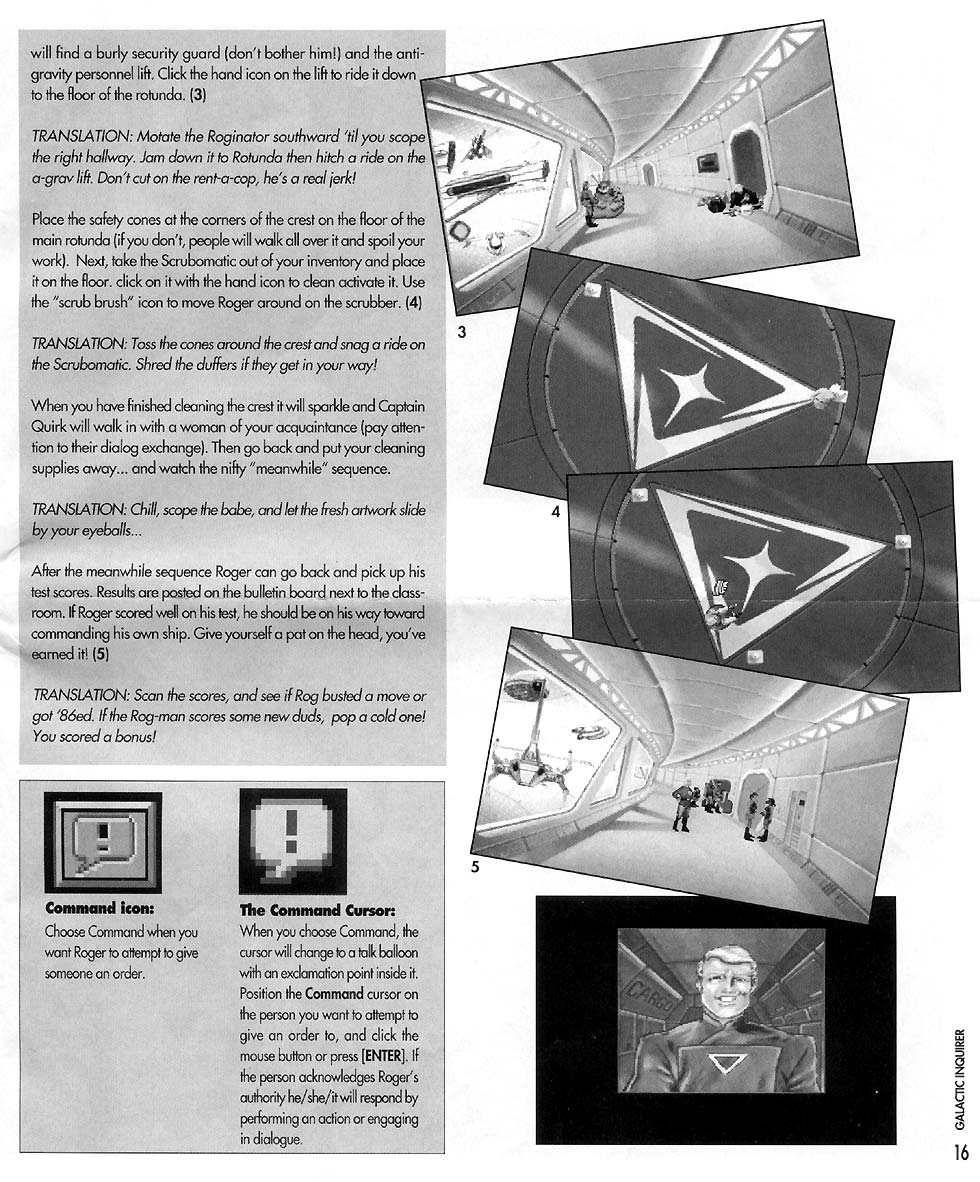 will find a burly security guard (don't bother him!) and the anti-
gravity personnel lift. Click the hand icon on the lift to ride it down
to the floor of the rotunda. (3)
TRANSLATION: Motate the Roginator southward 'til you scope
the right hallway. Jam down it to Rotunda then hitch a ride on the
a-grav lift. Don't cut on the rent-a-cop, he's a real jerk!
Place the safety cones at the corners of the crest on the floor of the
main rotunda (if you don't, people will walk all over it and spoil your
work). Next, take the Scrubomatic out of your inventory and place
it on the floor. click on it with the hand icon to clean activate it. Use
the "scrub brush" icon to move Roger around on the scrubber. (4)
TRANSLATION: Toss the cones around the crest and snag a ride on
the Scrubomatic. Shred the duffers if they get in your way!
When you have finished cleaning the crest it will sparkle and Captain
Quirk will walk in with a woman of your acquaintance (pay atten-
tion to their dialog exchange). Then go back and put your cleaning
supplies away... and watch the nifty "meanwhile" sequence.
TRANSLATION: Chill, scope the babe, and let the fresh artwork slide
by your eyeballs...
After the meanwhile sequence Roger can go back and pick up his
test scores. Results are posted on the bulletin board next to the class-
room. If Roger scored well on his test, he should be on his way toward
commanding his own ship. Give yourself a pat on the head, you've
earned it! (5)
TRANSLATION: Scan the scores, and see if Rog busted a move or
got '86ed. If the Rog-man scores some new duds, pop a cold one!
You scored a bonus!
Command icon:
Choose Command when you
want Roger to attempt to give
someone an order.
The Command Cursor:
When you choose Command, the
cursor will change to a talk balloon
with an exclamation point inside it.
Position the Command cursor on
the person you want to attempt to
give an order to, and click the
mouse button or press [ENTER]. If
the person acknowledges Roger's
authority he/she/it will respond by
performing an action or engaging
in dialogue.
3
4
5
CARGO
GALACTIC INQUIRER
16